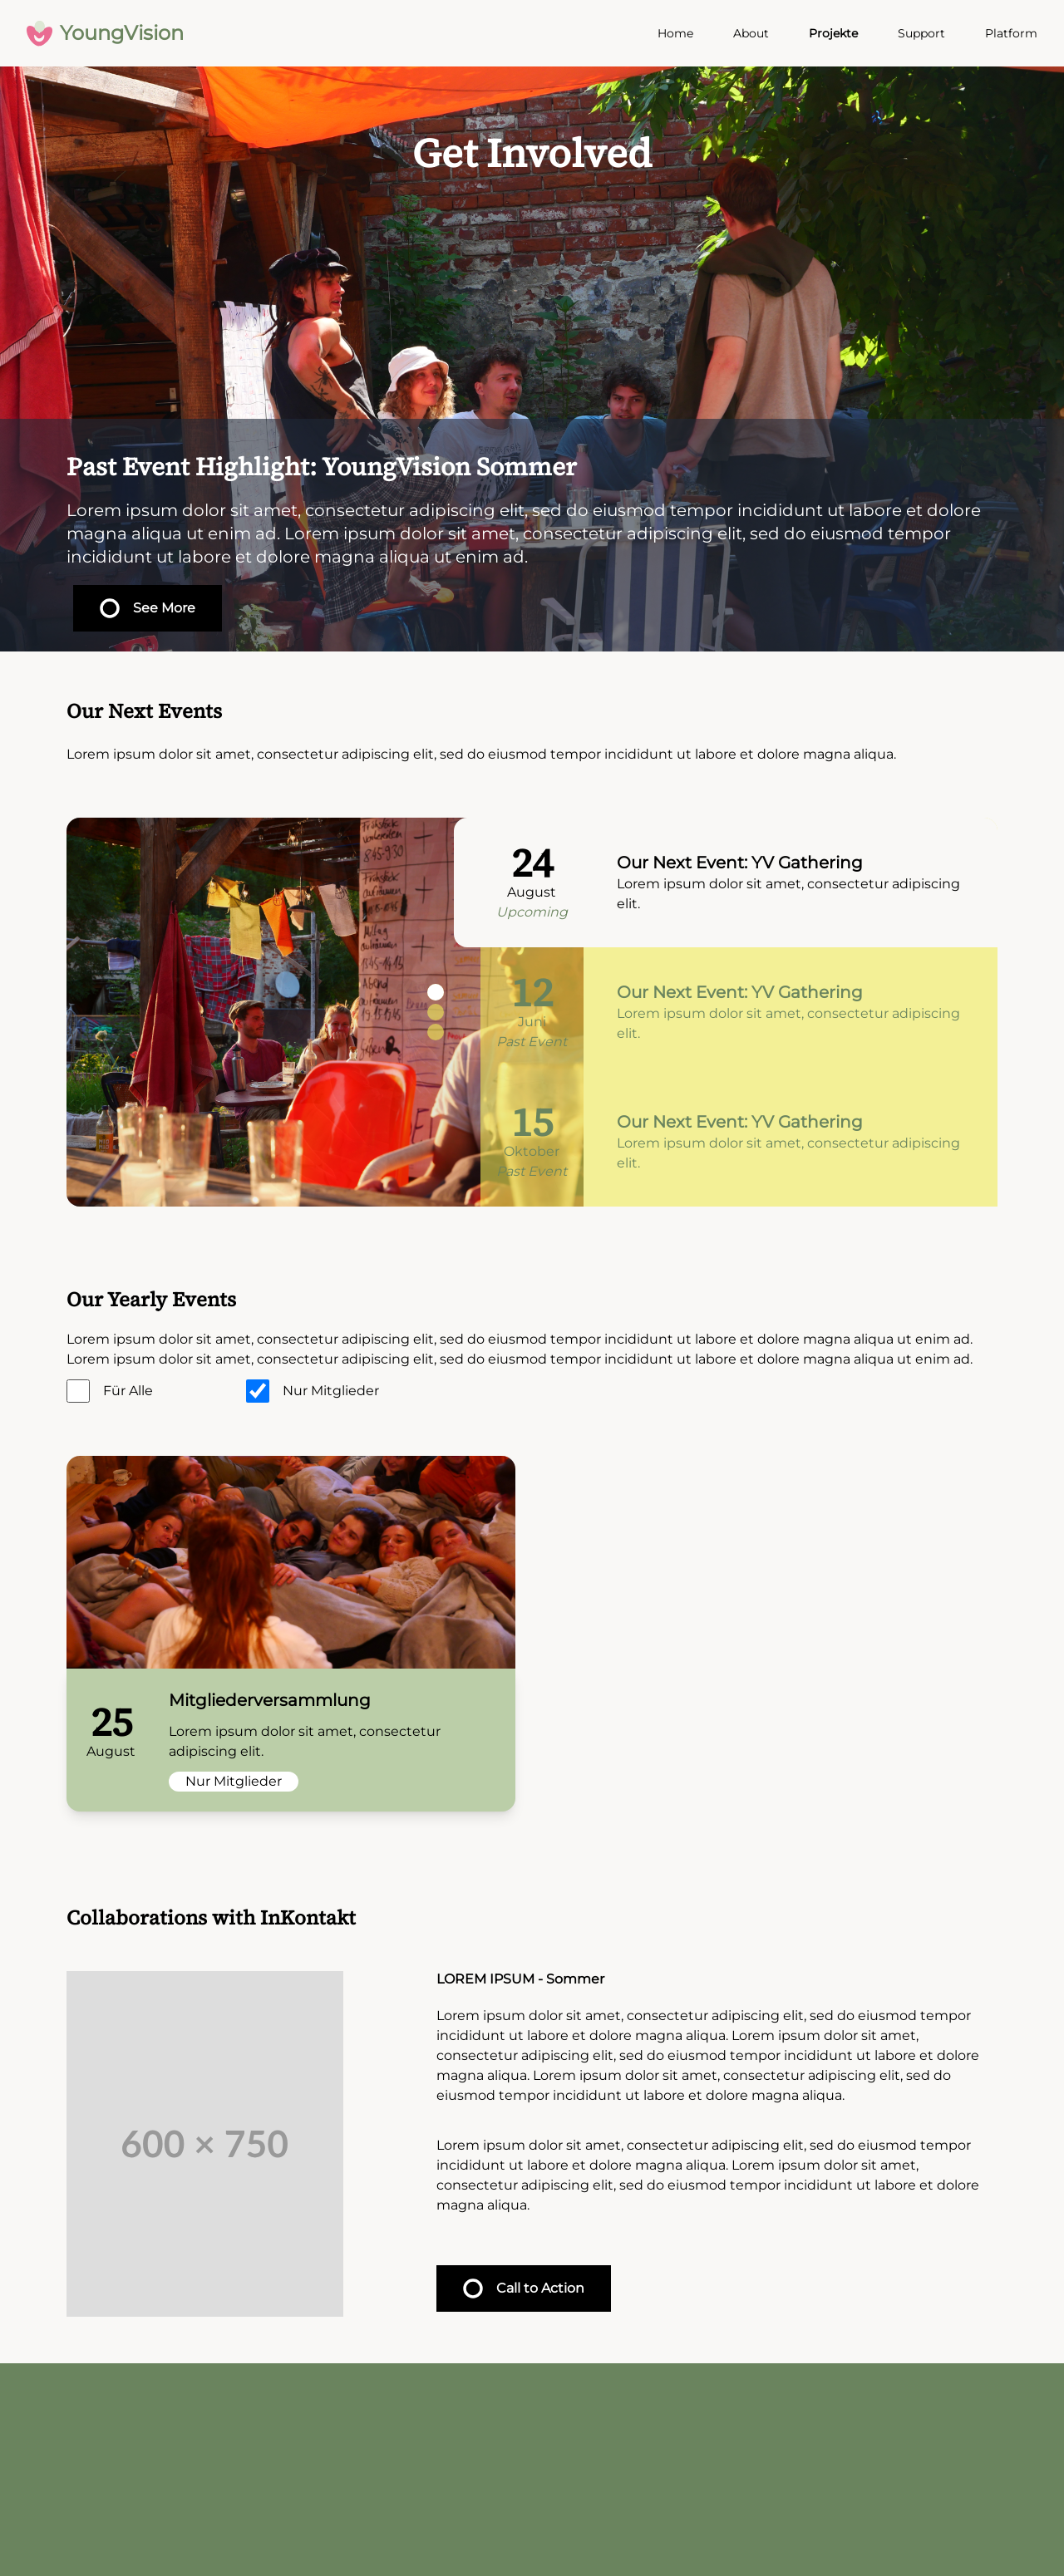 YoungVision
Home
About
Projekte
Support
Platform
Get Involved
Past Event Highlight: YoungVision Sommer
Lorem ipsum dolor sit amet, consectetur adipiscing elit, sed do eiusmod tempor incididunt ut labore et dolore
magna aliqua ut enim ad. Lorem ipsum dolor sit amet, consectetur adipiscing elit, sed do eiusmod tempor
incididunt ut labore et dolore magna aliqua ut enim ad.
See More
Our Next Events
Lorem ipsum dolor sit amet, consectetur adipiscing elit, sed do eiusmod tempor incididunt ut labore et dolore magna aliqua.
24
August
Upcoming
Our Next Event: YV Gathering
Lorem ipsum dolor sit amet, consectetur adipiscing
elit.
12
Juni
Past Event
Our Next Event: YV Gathering
Lorem ipsum dolor sit amet, consectetur adipiscing
elit.
15
Oktober
Past Event
Our Next Event: YV Gathering
Lorem ipsum dolor sit amet, consectetur adipiscing
elit.
Our Yearly Events
Lorem ipsum dolor sit amet, consectetur adipiscing elit, sed do eiusmod tempor incididunt ut labore et dolore magna aliqua ut enim ad.
Lorem ipsum dolor sit amet, consectetur adipiscing elit, sed do eiusmod tempor incididunt ut labore et dolore magna aliqua ut enim ad.
Für Alle
Nur Mitglieder
25
August
Mitgliederversammlung
Lorem ipsum dolor sit amet, consectetur
adipiscing elit.
Nur Mitglieder
Collaborations with InKontakt
600 × 750
LOREM IPSUM - Sommer
Lorem ipsum dolor sit amet, consectetur adipiscing elit, sed do eiusmod tempor
incididunt ut labore et dolore magna aliqua. Lorem ipsum dolor sit amet,
consectetur adipiscing elit, sed do eiusmod tempor incididunt ut labore et dolore
magna aliqua. Lorem ipsum dolor sit amet, consectetur adipiscing elit, sed do
eiusmod tempor incididunt ut labore et dolore magna aliqua.
Lorem ipsum dolor sit amet, consectetur adipiscing elit, sed do eiusmod tempor
incididunt ut labore et dolore magna aliqua. Lorem ipsum dolor sit amet,
consectetur adipiscing elit, sed do eiusmod tempor incididunt ut labore et dolore
magna aliqua.
Call to Action